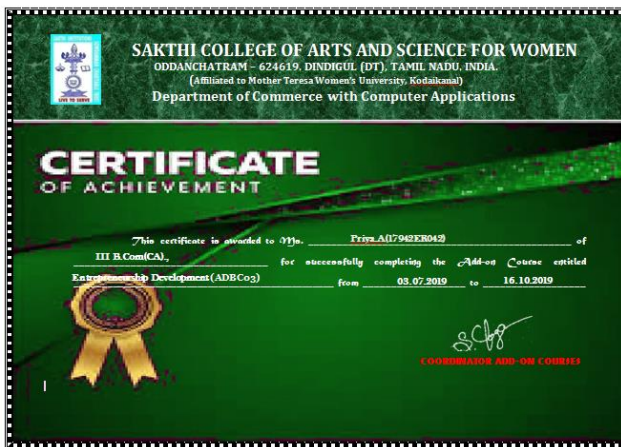 SAKTHI COLLEGE OF ARTS AND SCIENCE FOR WOMEN
ODDANCHATRAM – 624619, DINDIGUL (DT), TAMIL NADU, INDIA.
(Affiliated to Mother Teresa Women's University, Kodaikanal)
Department of Commerce with Computer Applications
LIVE TO SERVE
CERTIFICATE
OF ACHIEVEMENT
This certificate is awarded to Ms. Priya.A(17942ER042) of
III B.Com(CA)., for successfully completing the Add-on Course entitled
Entrepreneurship Development (ADBC03) from 03.07.2019 to 16.10.2019
COORDINATOR ADD-ON COURSES